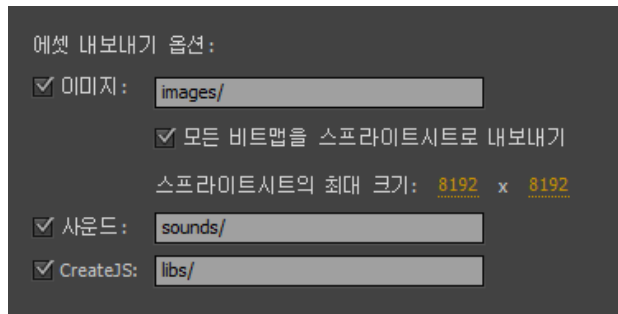 에셋 내보내기 옵션:
이미지: images/
모든 비트맵을 스프라이트시트로 내보내기
스프라이트시트의 최대 크기: 8192 x 8192
사운드: sounds/
CreateJS: libs/